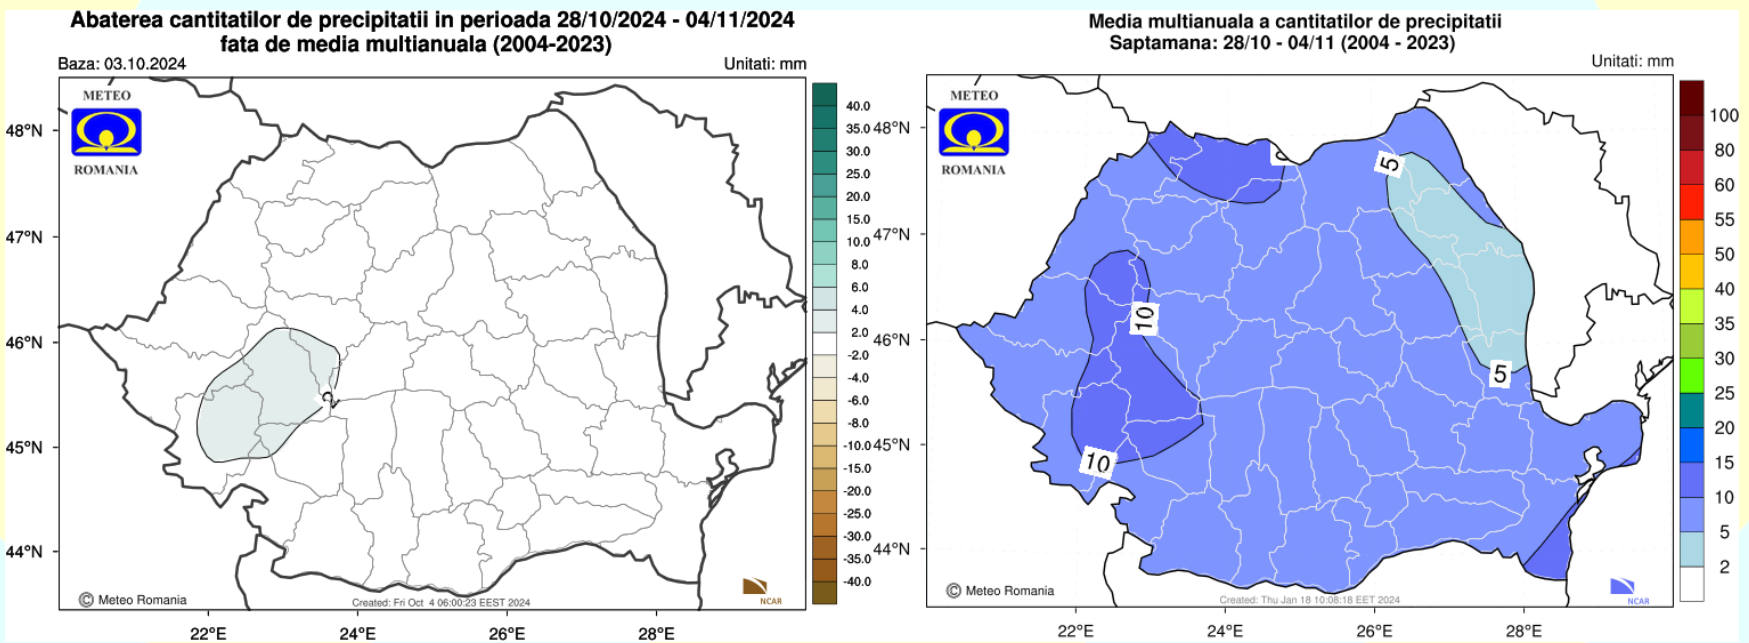 Abaterea cantitatilor de precipitatii in perioada 28/10/2024 - 04/11/2024
fata de media multianuala (2004-2023)
Baza: 03.10.2024
Unitati: mm
METEO
ROMANIA
48°N
47°N
46°N
45°N
44°N
22°E
24°E
26°E
28°E
2
40.0
35.0
30.0
25.0
20.0
15.0
10.0
8.0
6.0
4.0
2.0
-2.0
-4.0
-6.0
-8.0
-10.0
-15.0
-20.0
-25.0
-30.0
-35.0
-40.0
© Meteo Romania
Created: Fri Oct 4 06:00:23 EEST 2024
NCAR
Media multianuala a cantitatilor de precipitatii
Saptamana: 28/10 - 04/11 (2004 - 2023)
Unitati: mm
METEO
ROMANIA
48°N
47°N
46°N
45°N
44°N
22°E
24°E
26°E
28°E
5
10
5
10
100
80
60
55
50
40
35
30
25
20
15
10
5
2
© Meteo Romania
Created: Thu Jan 18 10:08:18 EET 2024
NCAR